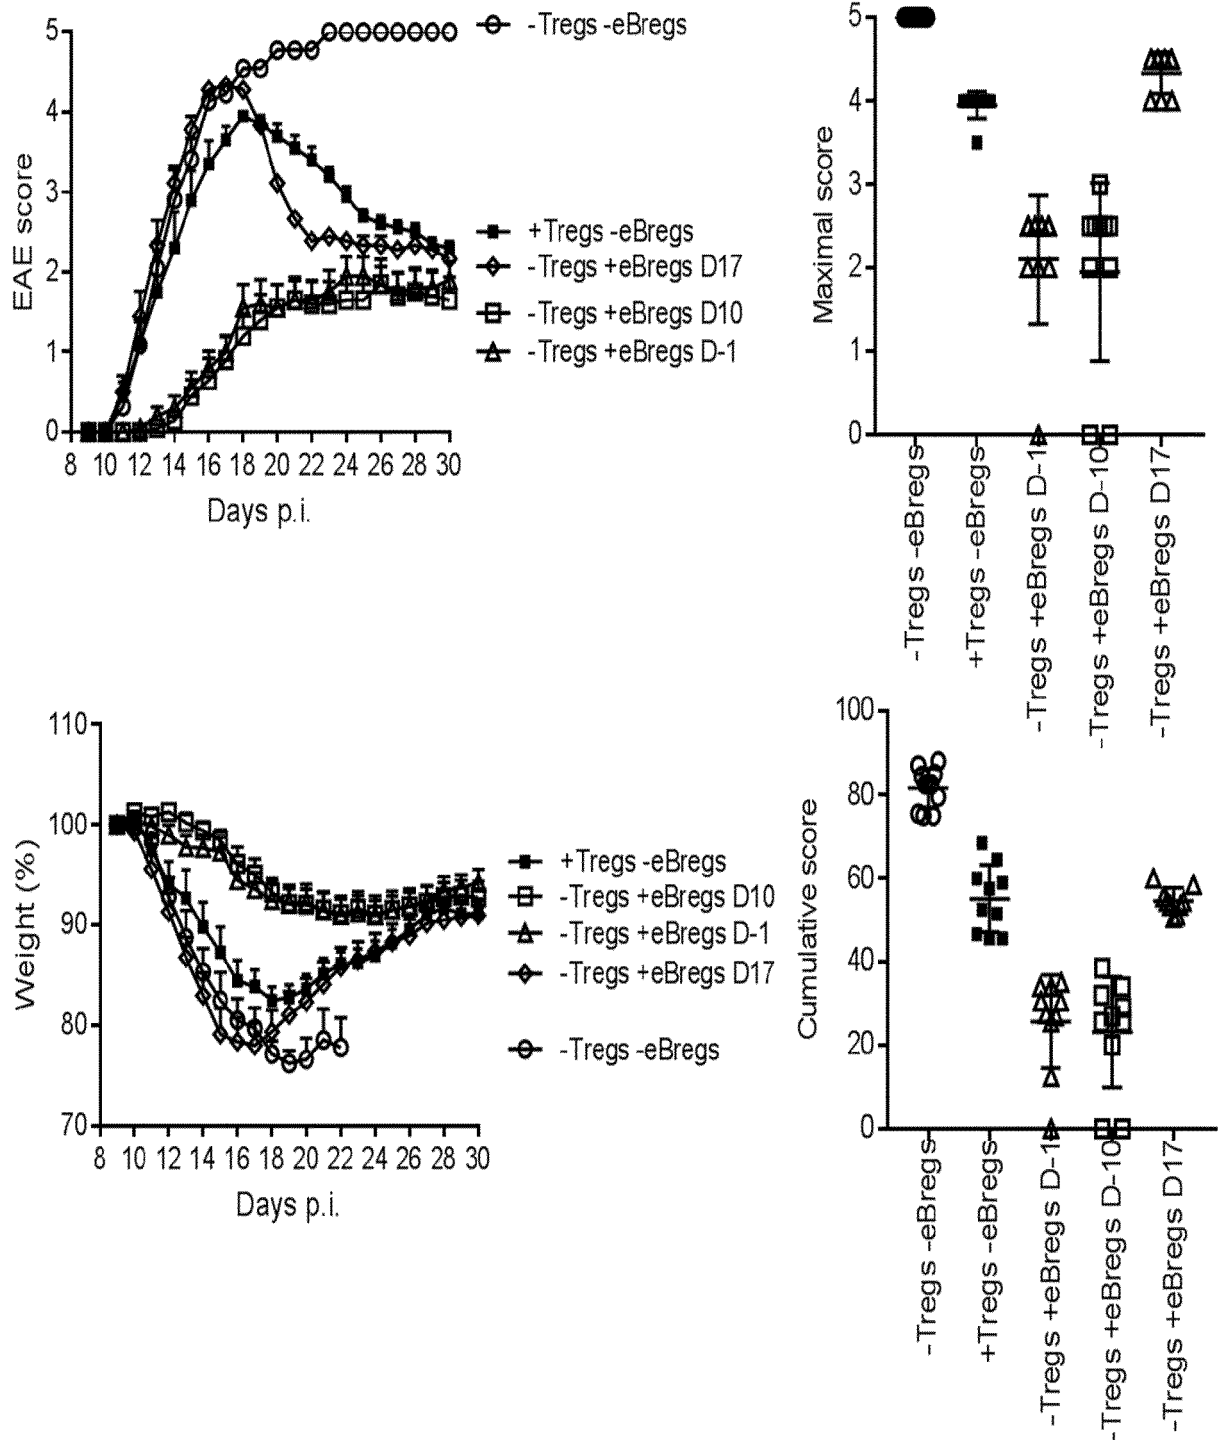 5
4
3
2
1
0
EAE score
8 10 12 14 16 18 20 22 24 26 28 30
Days p.i.
-Tregs -eBregs
+Tregs -eBregs
-Tregs +eBregs D17
-Tregs +eBregs D10
-Tregs +eBregs D-1
5
4
3
2
1
0
Maximal score
-Tregs -eBregs
+Tregs -eBregs
-Tregs +eBregs D-1
-Tregs +eBregs D-10
-Tregs +eBregs D17
110
100
90
80
70
Weight (%)
8 10 12 14 16 18 20 22 24 26 28 30
Days p.i.
+Tregs -eBregs
-Tregs +eBregs D10
-Tregs +eBregs D-1
-Tregs +eBregs D17
-Tregs -eBregs
100
80
60
40
20
0
Cumulative score
-Tregs -eBregs
+Tregs -eBregs
-Tregs +eBregs D-1
-Tregs +eBregs D-10
-Tregs +eBregs D17